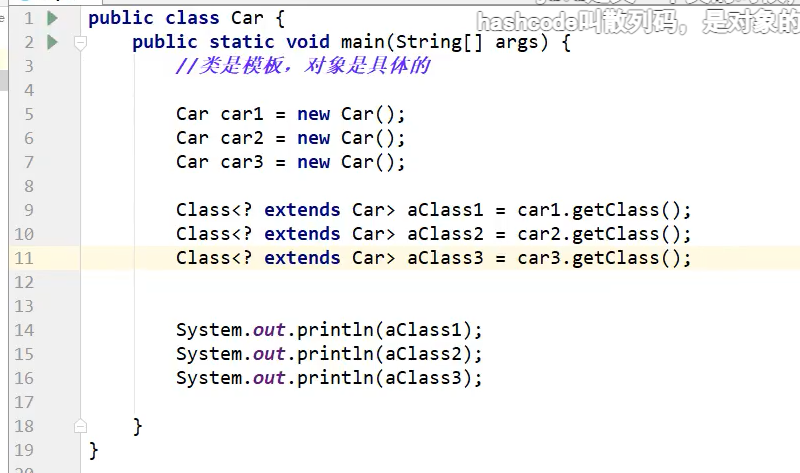 hashcode叫散列码，是对象的
1 public class Car {
2 public static void main(String[] args) {
3 //类是模板，对象是具体的
4
5 Car car1 = new Car();
6 Car car2 = new Car();
7 Car car3 = new Car();
8
9 Class<? extends Car> aClass1 = car1.getClass();
10 Class<? extends Car> aClass2 = car2.getClass();
11 Class<? extends Car> aClass3 = car3.getClass();
12
13
14 System.out.println(aClass1);
15 System.out.println(aClass2);
16 System.out.println(aClass3);
17
18 }
19 }